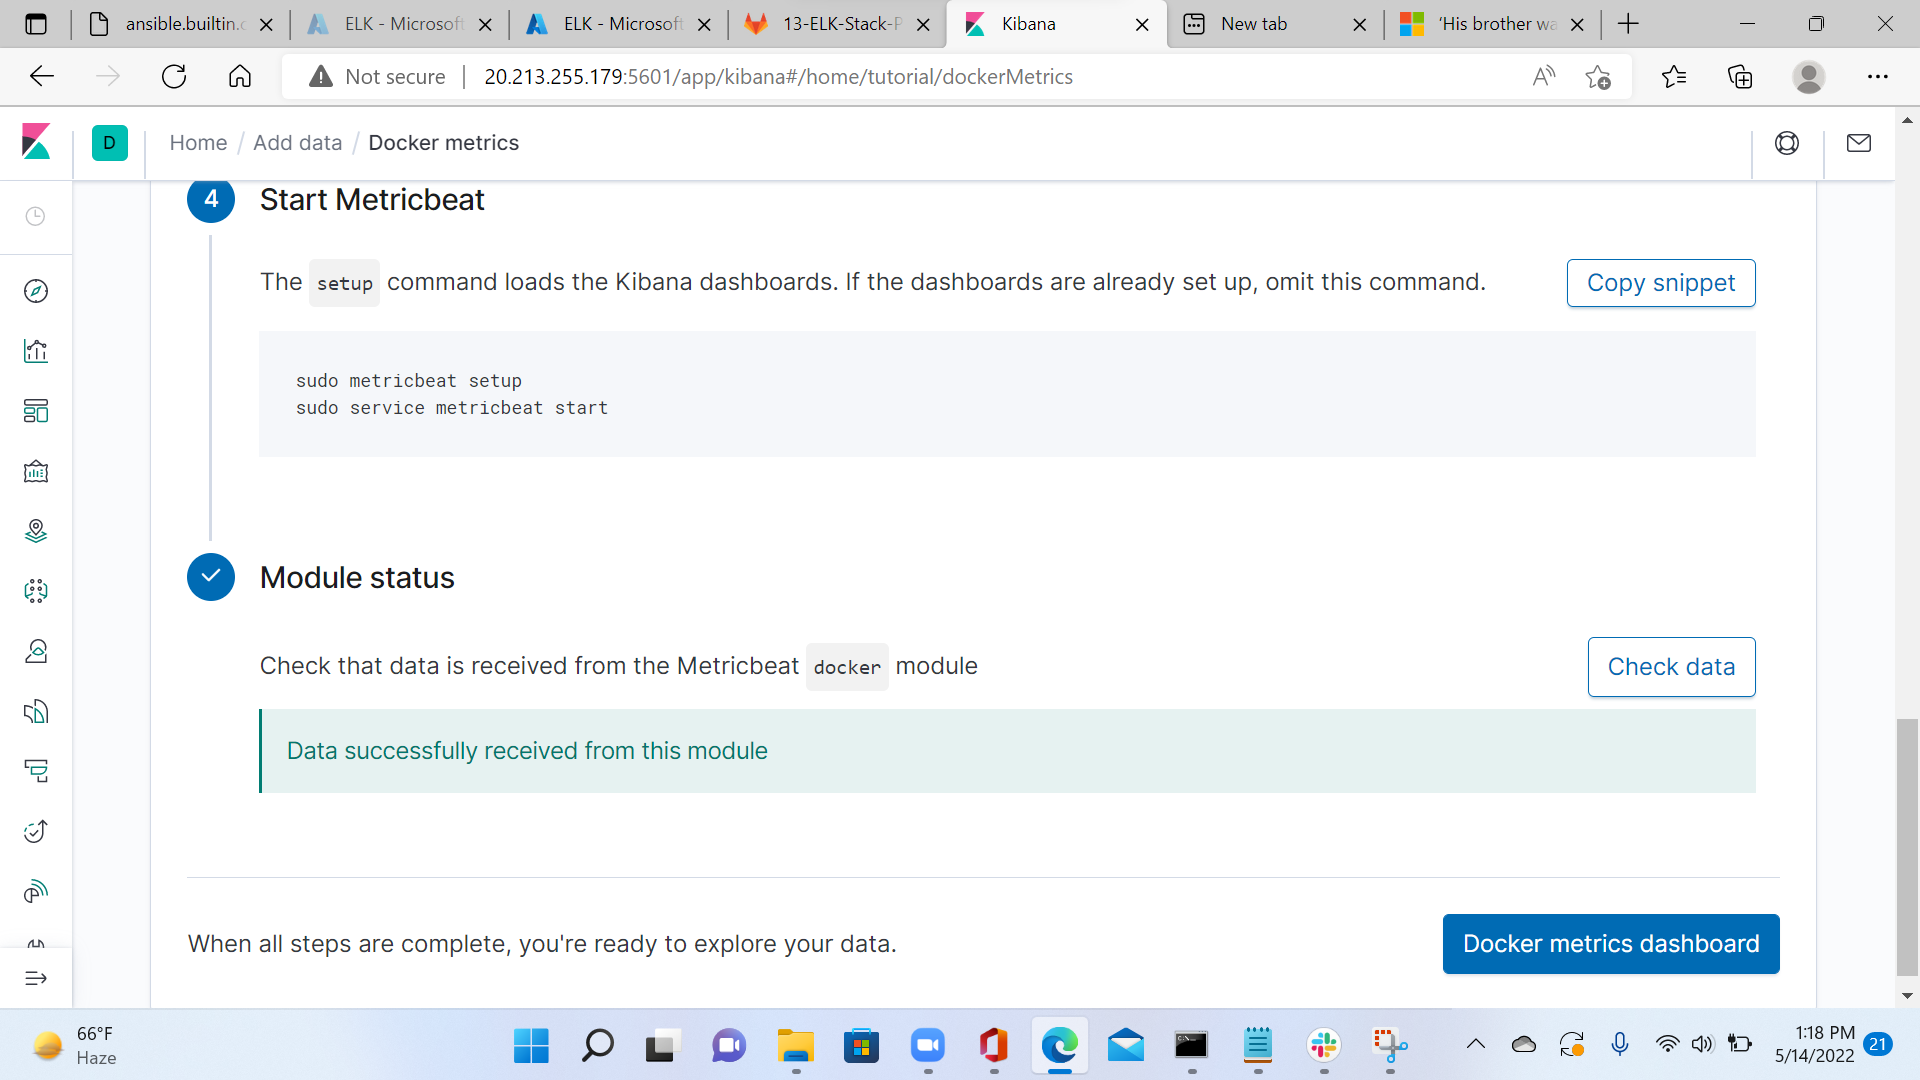 ansible.builtin.c
ELK - Microsoft
ELK - Microsoft
13-ELK-Stack-P
Kibana
New tab
'His brother wa
Not secure
20.213.255.179:5601/app/kibana#/home/tutorial/dockerMetrics
D
Home / Add data / Docker metrics
4
Start Metricbeat
The setup command loads the Kibana dashboards. If the dashboards are already set up, omit this command.
Copy snippet
sudo metricbeat setup
sudo service metricbeat start
Module status
Check that data is received from the Metricbeat docker module
Check data
Data successfully received from this module
When all steps are complete, you're ready to explore your data.
Docker metrics dashboard
66°F
Haze
1:18 PM
5/14/2022
21